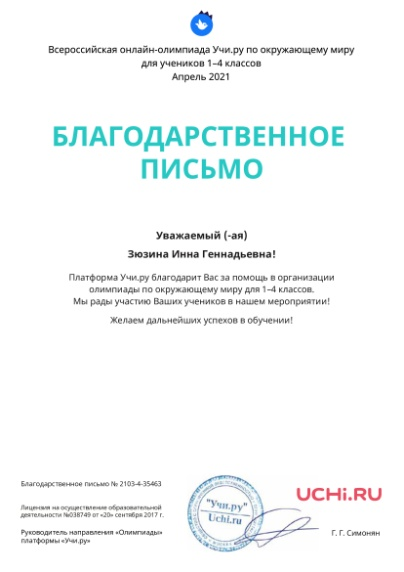 Всероссийская онлайн-олимпиада Учи.ру по окружающему миру
для учеников 1–4 классов
Апрель 2021
БЛАГОДАРСТВЕННОЕ
ПИСЬМО
Уважаемый (-ая)
Зюзина Инна Геннадьевна!
Платформа Учи.ру благодарит Вас за помощь в организации
олимпиады по окружающему миру для 1–4 классов.
Мы рады участию Ваших учеников в нашем мероприятии!
Желаем дальнейших успехов в обучении!
Благодарственное письмо № 2103-4-35463
Лицензия на осуществление образовательной
деятельности №038749 от «20» сентября 2017 г.
Руководитель направления «Олимпиады»
платформы «Учи.ру»
"Учи.ру"
Uchi.ru
UCHi.RU
Г. Г. Симонян